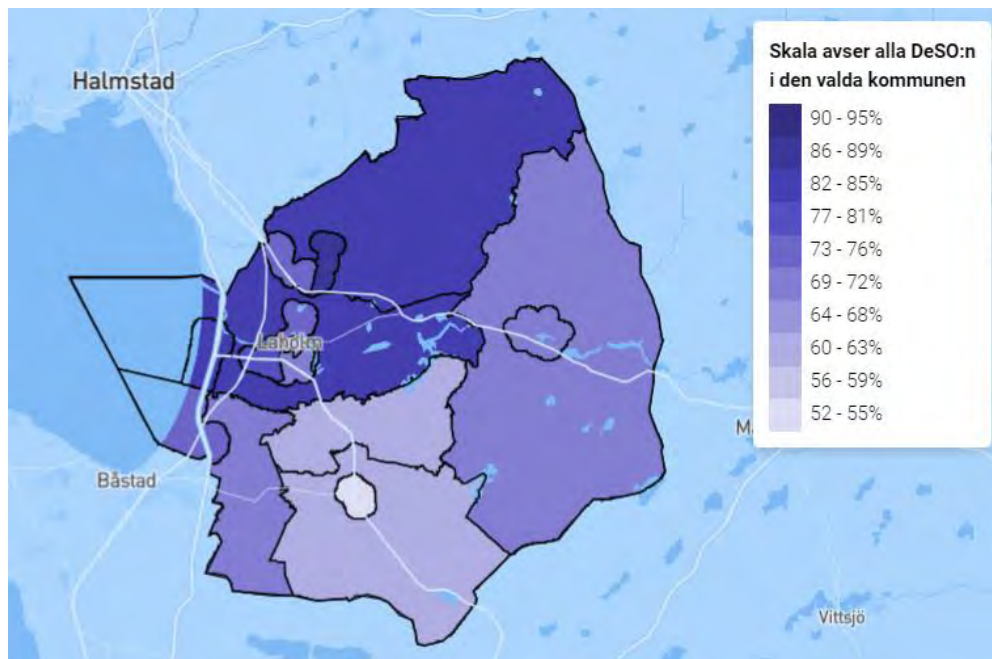 Halmstad
Skala avser alla DeSO:n
i den valda kommunen
90 - 95%
86 - 89%
82 - 85%
77 - 81%
73 - 76%
69 - 72%
64 - 68%
60 - 63%
56 - 59%
52 - 55%
Laholm
Båstad
Vittsjö